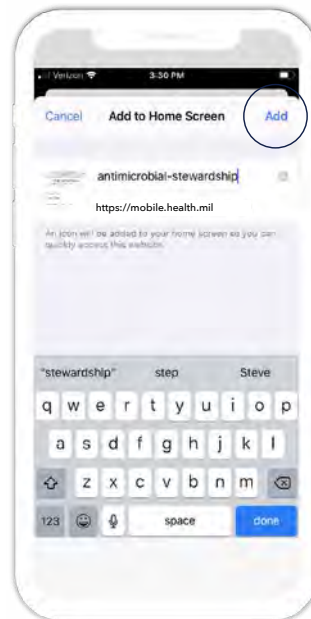 Verizon 3:30 PM
Cancel Add to Home Screen Add
antimicrobial-stewardship
https://mobile.health.mil
An icon will be added to your home screen so you can
quickly access this website.
"stewardship" step Steve
q w e r t y u i o p
a s d f g h j k l
z x c v b n m
123 space done